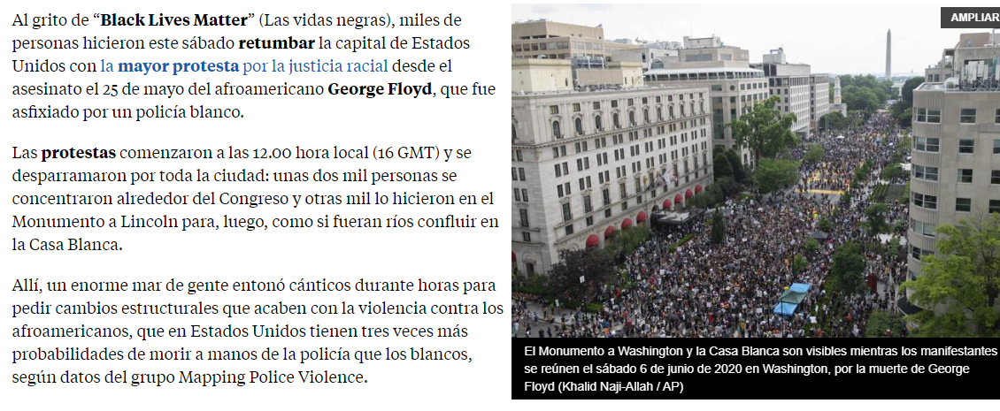 Al grito de “Black Lives Matter” (Las vidas negras), miles de
personas hicieron este sábado retumbar la capital de Estados
Unidos con la mayor protesta por la justicia racial desde el
asesinato el 25 de mayo del afroamericano George Floyd, que fue
asfixiado por un policía blanco.
Las protestas comenzaron a las 12.00 hora local (16 GMT) y se
desparramaron por toda la ciudad: unas dos mil personas se
concentraron alrededor del Congreso y otras mil lo hicieron en el
Monumento a Lincoln para, luego, como si fueran ríos confluir en
la Casa Blanca.
Allí, un enorme mar de gente entonó cánticos durante horas para
pedir cambios estructurales que acaben con la violencia contra los
afroamericanos, que en Estados Unidos tienen tres veces más
probabilidades de morir a manos de la policía que los blancos,
según datos del grupo Mapping Police Violence.
AMPLIAR
El Monumento a Washington y la Casa Blanca son visibles mientras los manifestantes
se reúnen el sábado 6 de junio de 2020 en Washington, por la muerte de George
Floyd (Khalid Naji-Allah / AP)